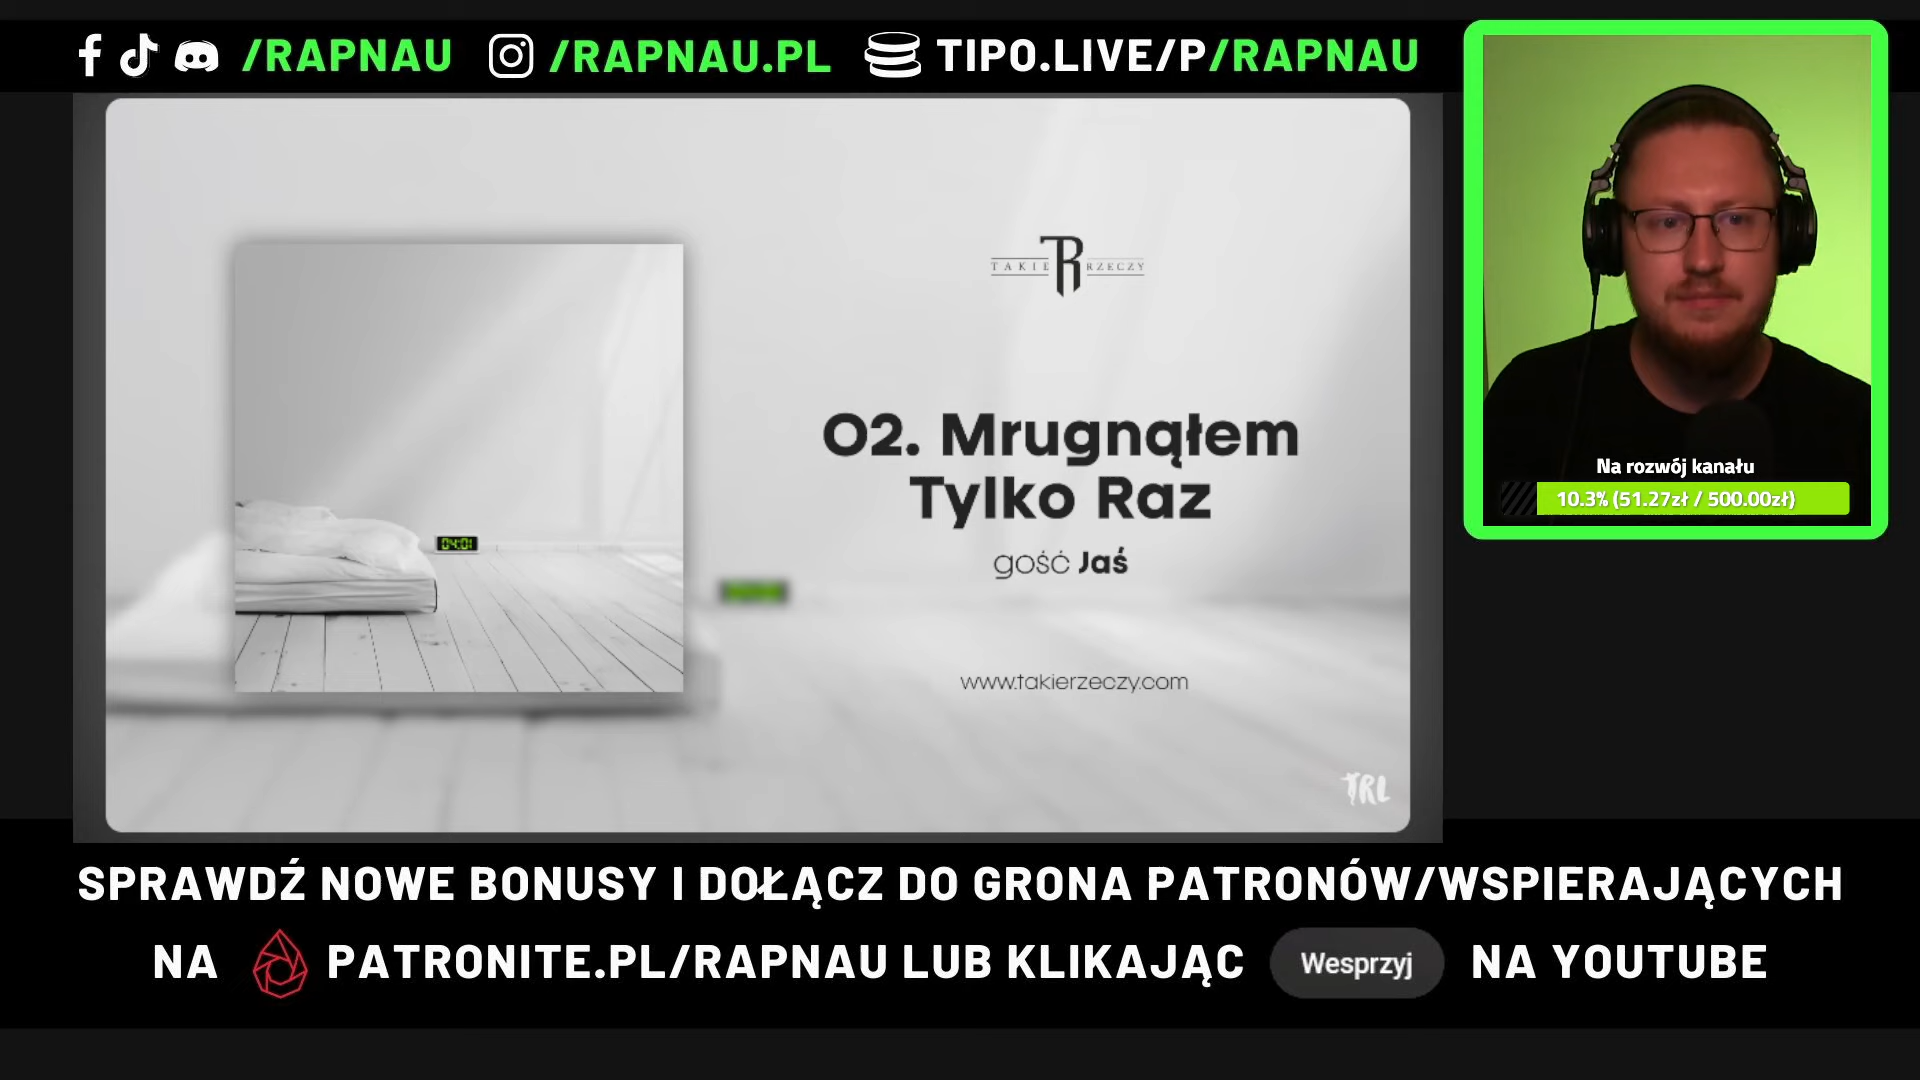 /RAPNAU /RAPNAU.PL TIPO.LIVE/P/RAPNAU
TAKIE TR RZECZY
02. Mrugnąłem
Tylko Raz
gość Jaś
04:01
www.takierzeczy.com
TRL
Na rozwój kanału
10.3% (51.27zł / 500.00zł)
SPRAWDŹ NOWE BONUSY I DOŁĄCZ DO GRONA PATRONÓW/WSPIERAJĄCYCH
NA PATRONITE.PL/RAPNAU LUB KLIKAJĄC Wesprzyj NA YOUTUBE